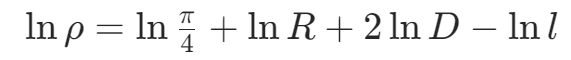 ln ρ = ln π/4 + ln R + 2 ln D − ln l